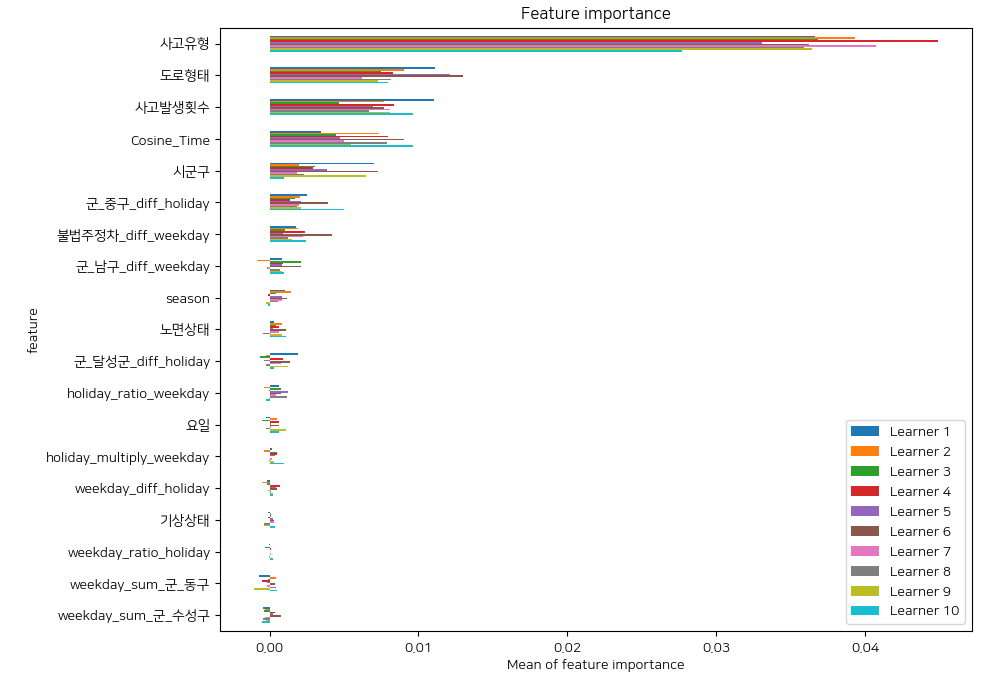 Feature importance
사고유형
도로형태
사고발생횟수
Cosine_Time
시군구
군_중구_diff_holiday
불법주정차_diff_weekday
군_남구_diff_weekday
season
노면상태
군_달성군_diff_holiday
holiday_ratio_weekday
요일
holiday_multiply_weekday
weekday_diff_holiday
기상상태
weekday_ratio_holiday
weekday_sum_군_동구
weekday_sum_군_수성구
feature
Learner 1
Learner 2
Learner 3
Learner 4
Learner 5
Learner 6
Learner 7
Learner 8
Learner 9
Learner 10
0.00 0.01 0.02 0.03 0.04
Mean of feature importance